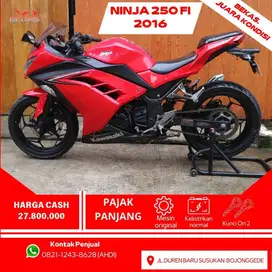 NINJA 250 FI
2016
BEKAS,
JUARA KONDISI
HARGA CASH
27.800.000
PAJAK
PANJANG
Mesin
original
Kelistrikan
normal
Kunci On 2
Kontak Penjual
0821-1243-8628 (AHDI)
JL.DUREN BARU SUSUKAN BOJONGGEDE